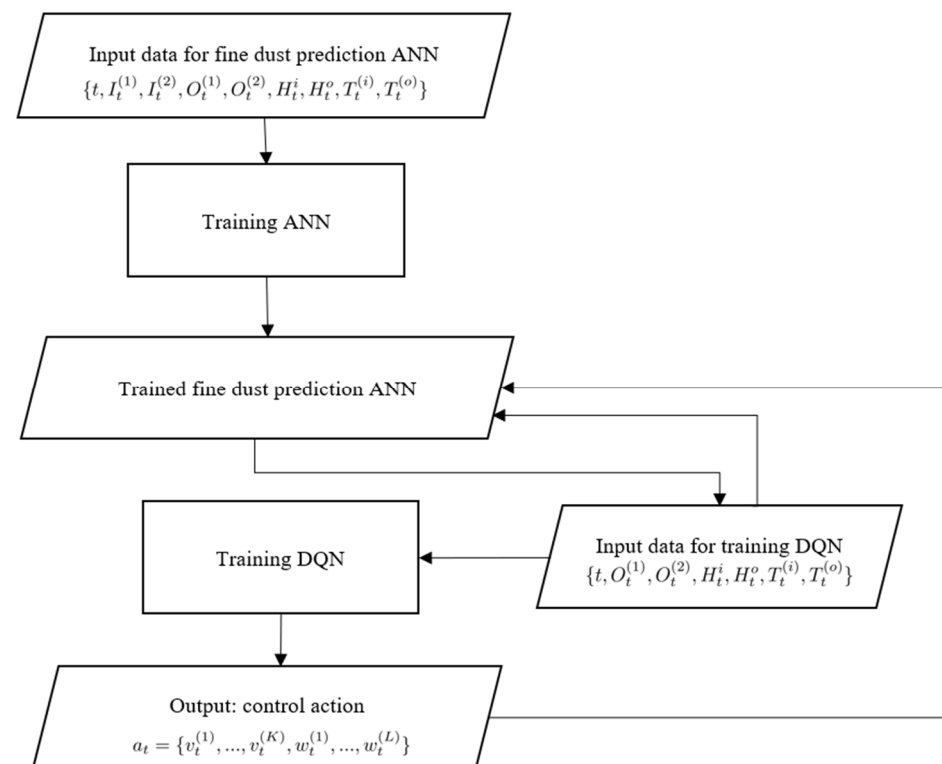 Input data for fine dust prediction ANN
{t, I_t^{(1)}, I_t^{(2)}, O_t^{(1)}, O_t^{(2)}, H_t^i, H_t^o, T_t^{(i)}, T_t^{(o)}}
Training ANN
Trained fine dust prediction ANN
Training DQN
Input data for training DQN
{t, O_t^{(1)}, O_t^{(2)}, H_t^i, H_t^o, T_t^{(i)}, T_t^{(o)}}
Output: control action
a_t = {v_t^{(1)}, ..., v_t^{(K)}, w_t^{(1)}, ..., w_t^{(L)}}